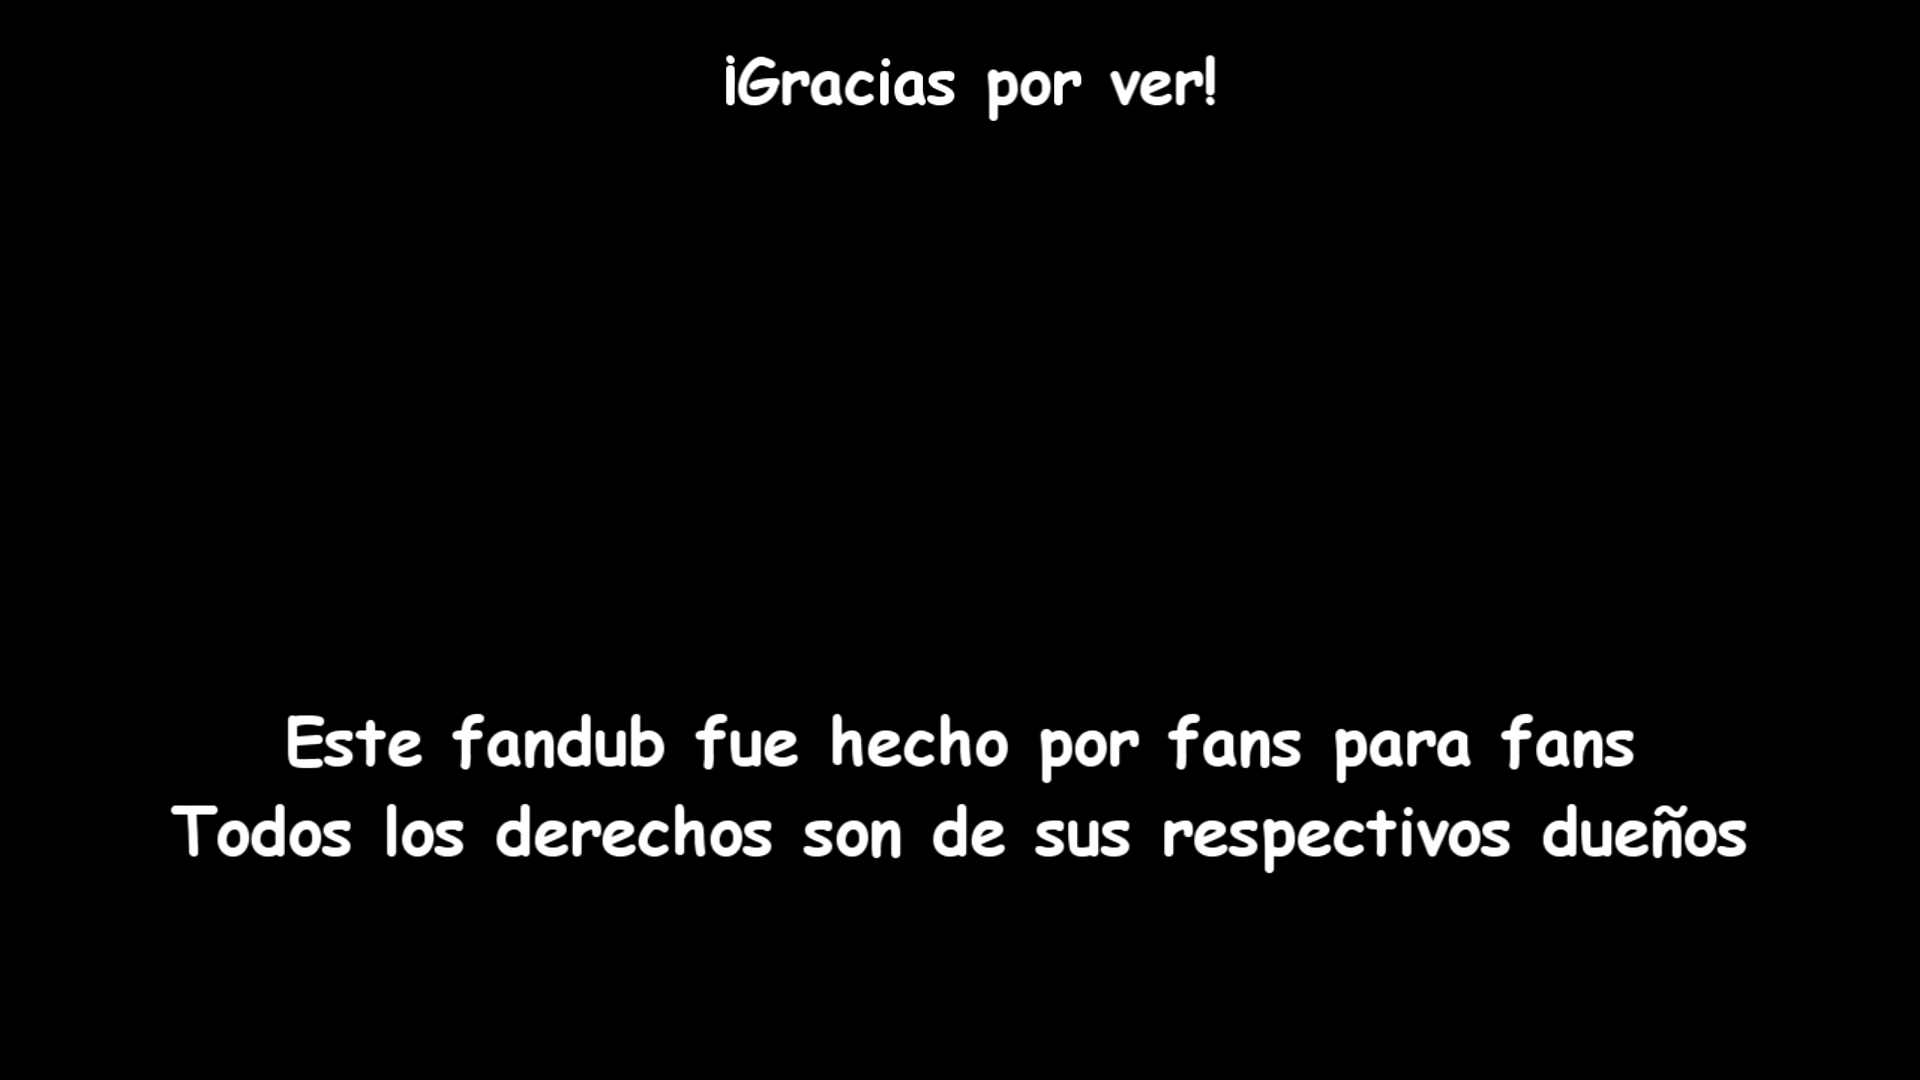 ¡Gracias por ver!
Este fandub fue hecho por fans para fans
Todos los derechos son de sus respectivos dueños